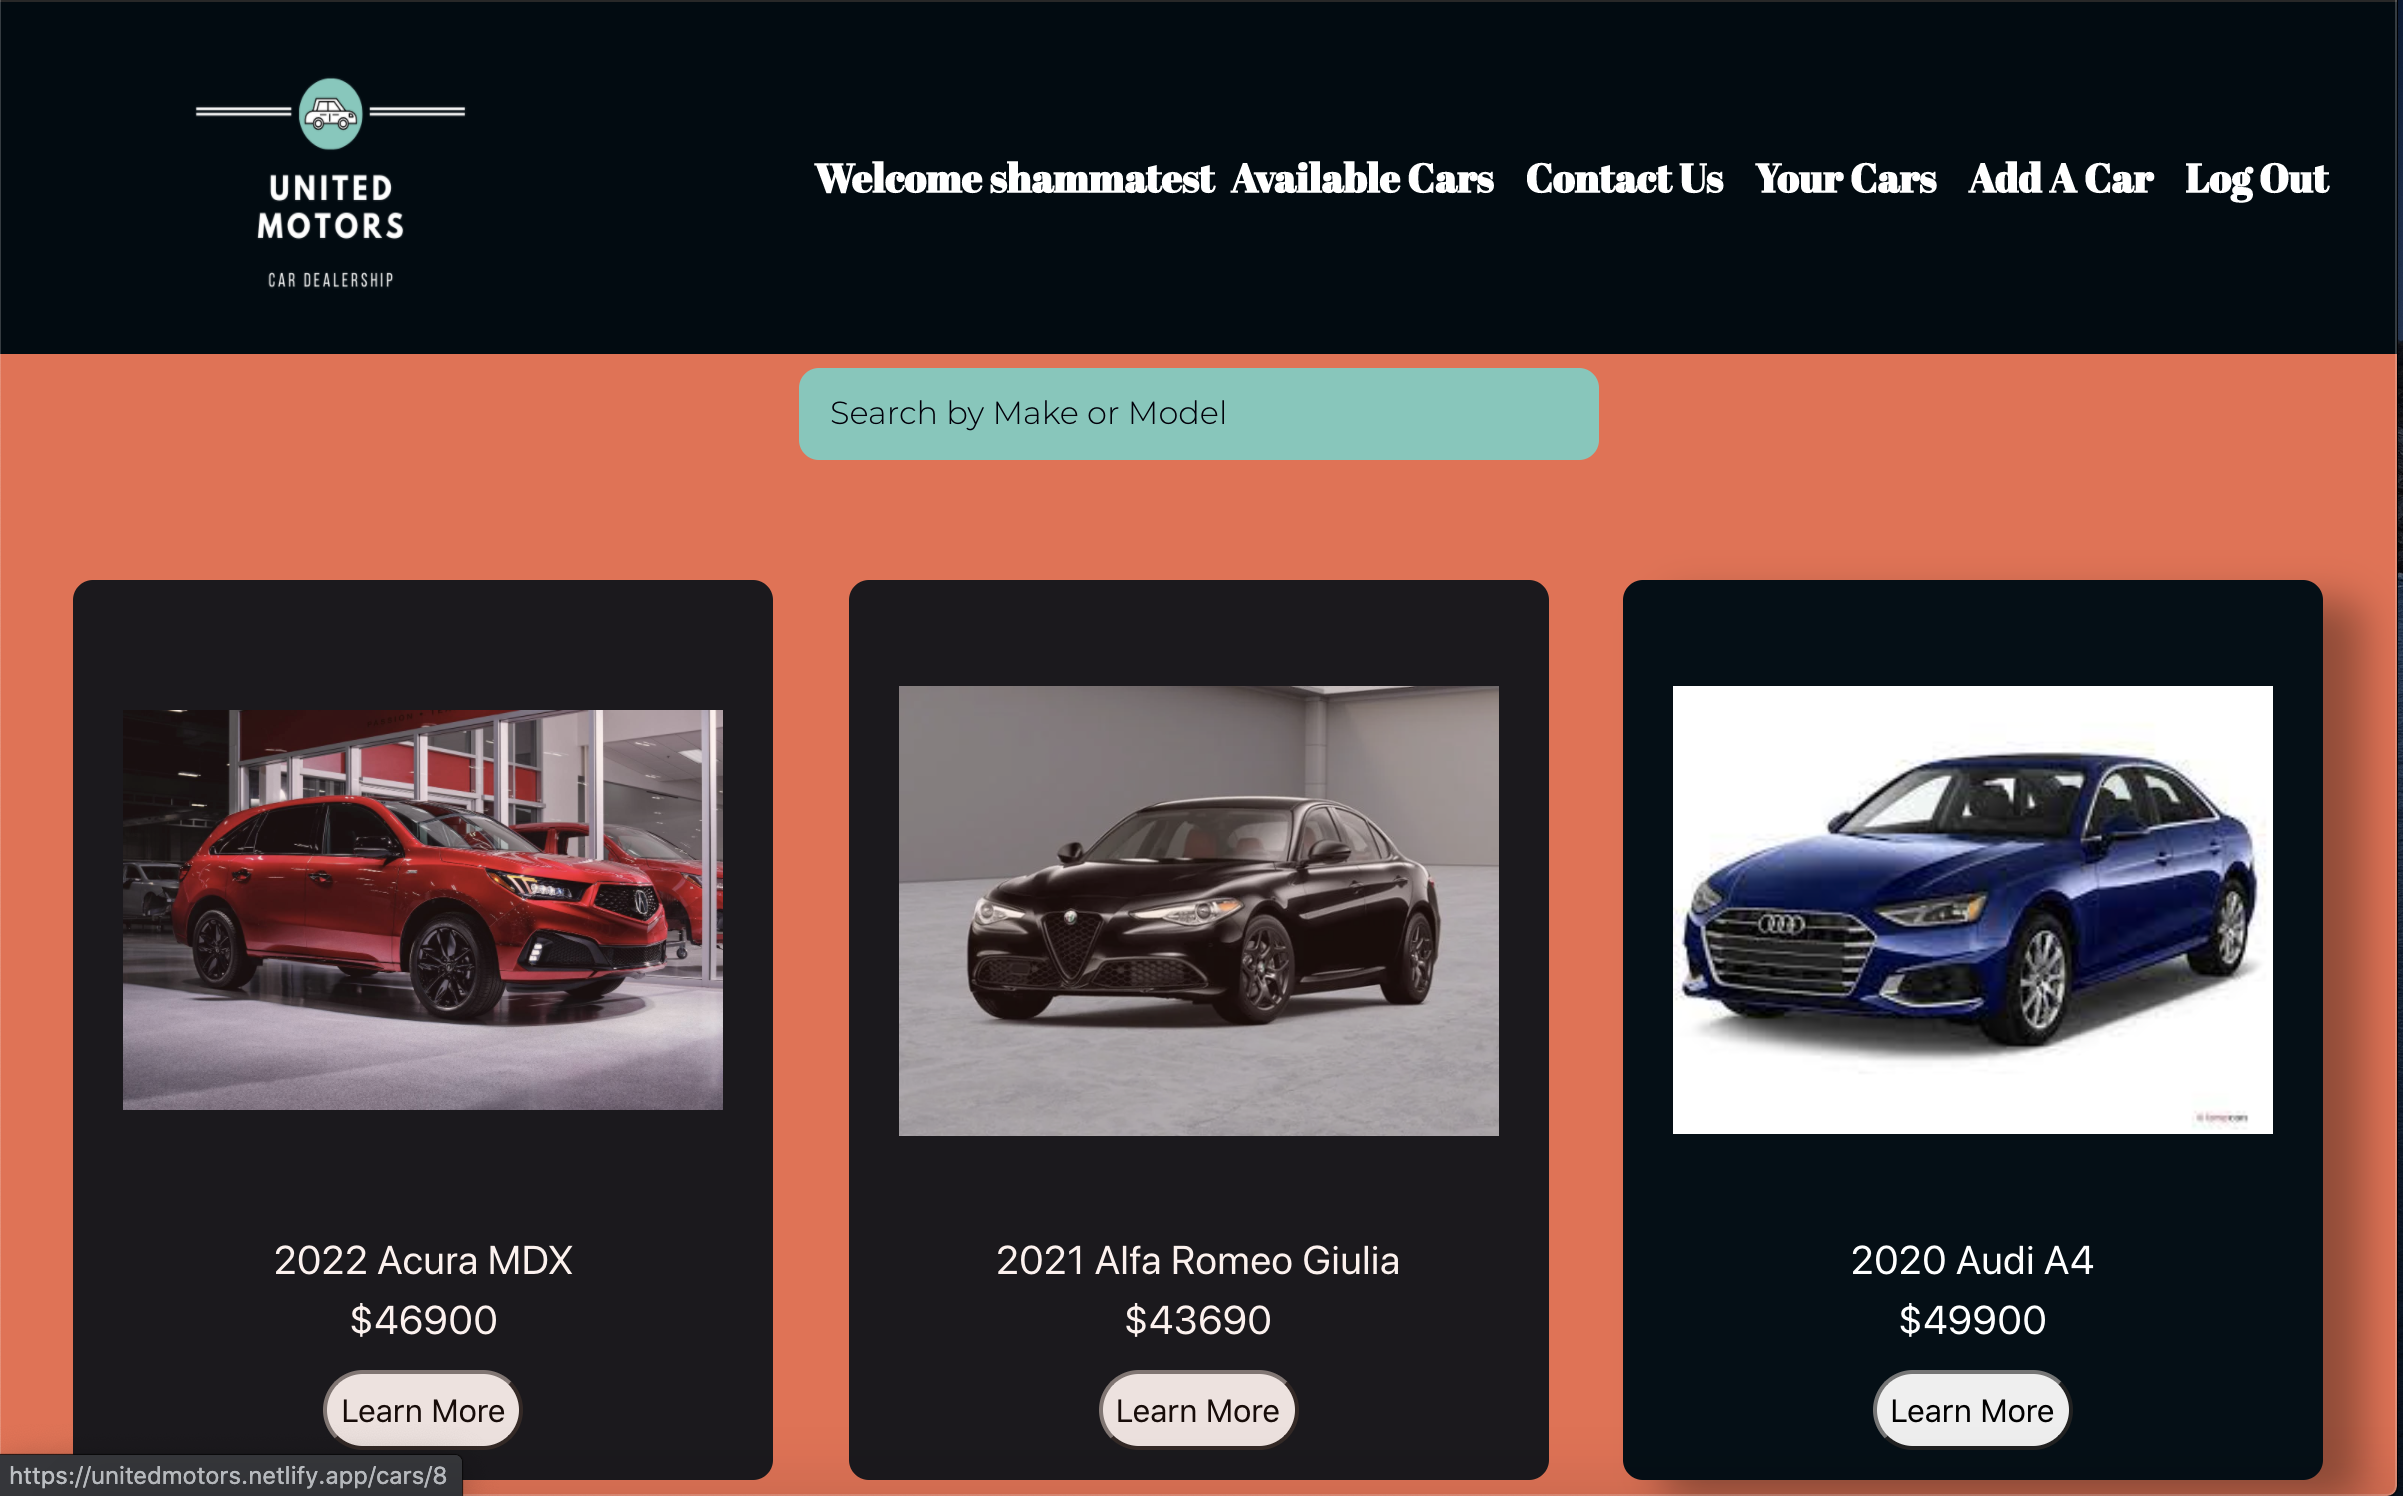 UNITED
MOTORS
CAR DEALERSHIP
Welcome shammatest Available Cars Contact Us Your Cars Add A Car Log Out
Search by Make or Model
2022 Acura MDX
$46900
Learn More
2021 Alfa Romeo Giulia
$43690
Learn More
2020 Audi A4
$49900
Learn More
https://unitedmotors.netlify.app/cars/8